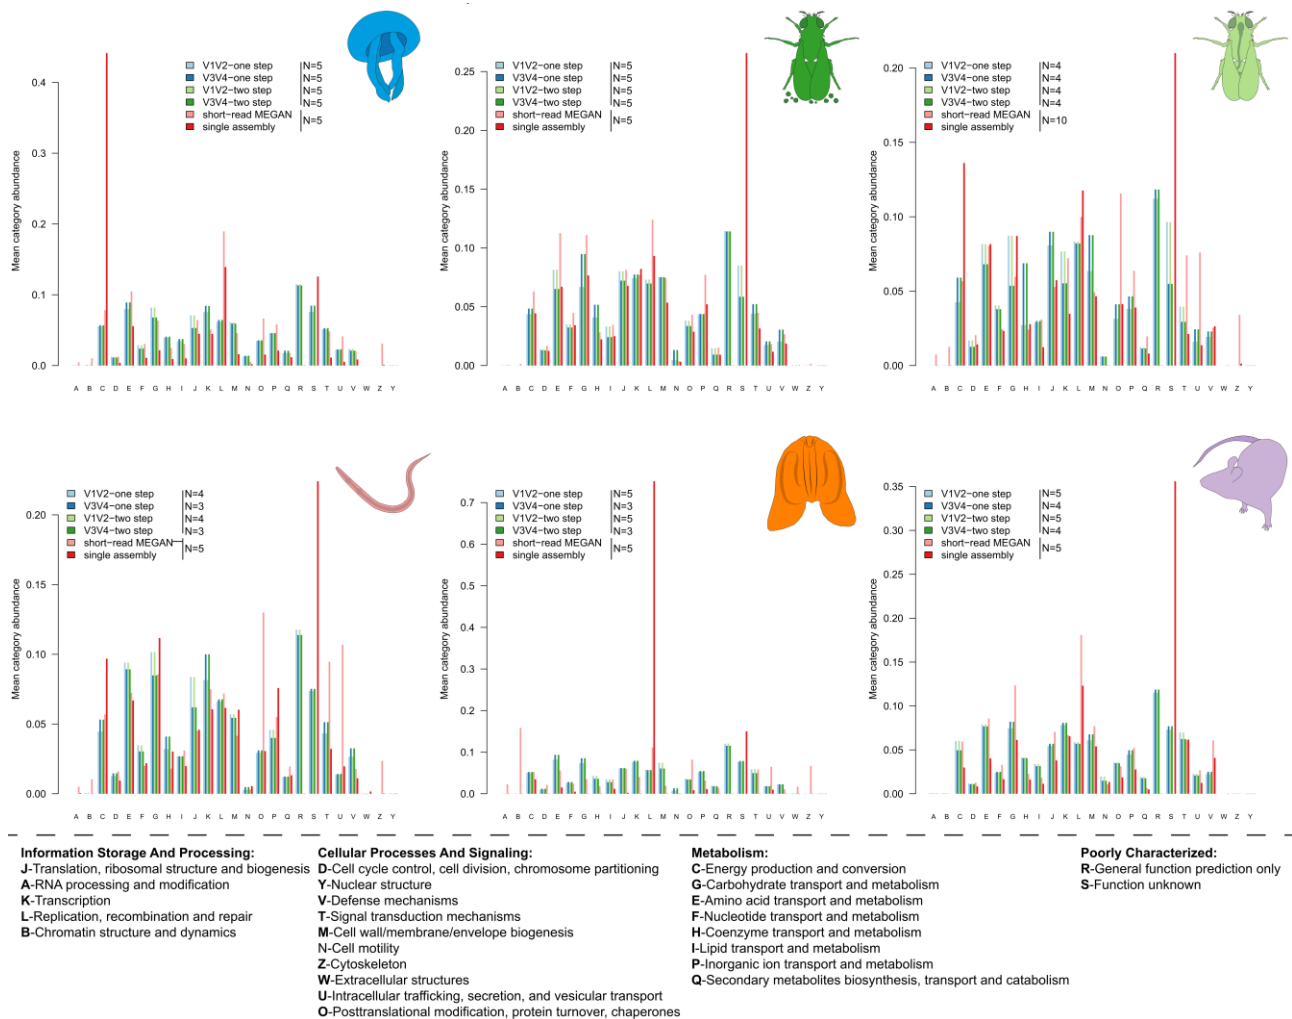 V1V2−one step
V3V4−one step
V1V2−two step
V3V4−two step
short−read MEGAN
single assembly
N=5
N=5
N=5
N=5
N=5
Mean category abundance
0.4
0.3
0.2
0.1
0.0
A B C D E F G H I J K L M N O P Q R S T U V W Z Y
V1V2−one step
V3V4−one step
V1V2−two step
V3V4−two step
short−read MEGAN
single assembly
N=5
N=5
N=5
N=5
N=5
Mean category abundance
0.25
0.20
0.15
0.10
0.05
0.00
A B C D E F G H I J K L M N O P Q R S T U V W Z Y
V1V2−one step
V3V4−one step
V1V2−two step
V3V4−two step
short−read MEGAN
single assembly
N=4
N=4
N=4
N=4
N=10
Mean category abundance
0.20
0.15
0.10
0.05
0.00
A B C D E F G H I J K L M N O P Q R S T U V W Z Y
V1V2−one step
V3V4−one step
V1V2−two step
V3V4−two step
short−read MEGAN
single assembly
N=4
N=3
N=4
N=3
N=5
Mean category abundance
0.20
0.15
0.10
0.05
0.00
A B C D E F G H I J K L M N O P Q R S T U V W Z Y
V1V2−one step
V3V4−one step
V1V2−two step
V3V4−two step
short−read MEGAN
single assembly
N=5
N=3
N=5
N=3
N=5
Mean category abundance
0.7
0.6
0.5
0.4
0.3
0.2
0.1
0.0
A B C D E F G H I J K L M N O P Q R S T U V W Z Y
V1V2−one step
V3V4−one step
V1V2−two step
V3V4−two step
short−read MEGAN
single assembly
N=5
N=4
N=5
N=4
N=5
Mean category abundance
0.35
0.30
0.25
0.20
0.15
0.10
0.05
0.00
A B C D E F G H I J K L M N O P Q R S T U V W Z Y
Information Storage And Processing:
J-Translation, ribosomal structure and biogenesis
A-RNA processing and modification
K-Transcription
L-Replication, recombination and repair
B-Chromatin structure and dynamics
Cellular Processes And Signaling:
D-Cell cycle control, cell division, chromosome partitioning
Y-Nuclear structure
V-Defense mechanisms
T-Signal transduction mechanisms
M-Cell wall/membrane/envelope biogenesis
N-Cell motility
Z-Cytoskeleton
W-Extracellular structures
U-Intracellular trafficking, secretion, and vesicular transport
O-Posttranslational modification, protein turnover, chaperones
Metabolism:
C-Energy production and conversion
G-Carbohydrate transport and metabolism
E-Amino acid transport and metabolism
F-Nucleotide transport and metabolism
H-Coenzyme transport and metabolism
I-Lipid transport and metabolism
P-Inorganic ion transport and metabolism
Q-Secondary metabolites biosynthesis, transport and catabolism
Poorly Characterized:
R-General function prediction only
S-Function unknown